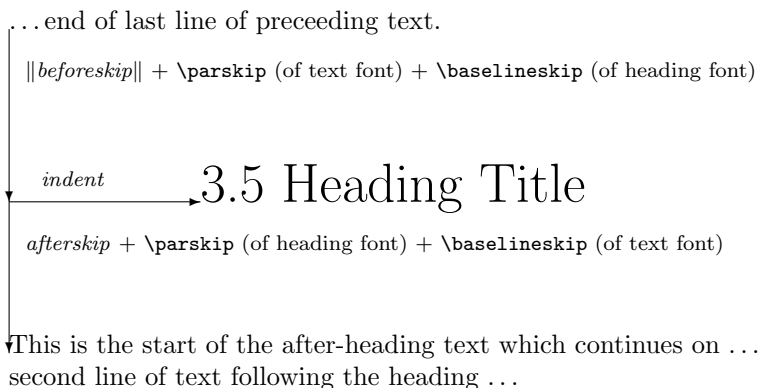 ...end of last line of preceeding text.
‖beforeskip‖ + \parskip (of text font) + \baselineskip (of heading font)
indent
3.5 Heading Title
afterskip + \parskip (of heading font) + \baselineskip (of text font)
This is the start of the after-heading text which continues on ...
second line of text following the heading ...